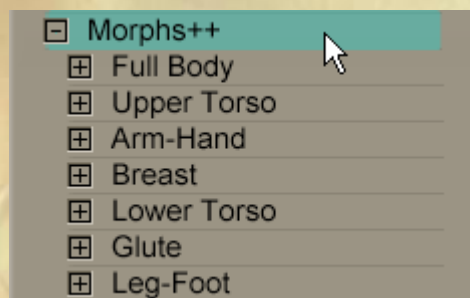 Morphs++
Full Body
Upper Torso
Arm-Hand
Breast
Lower Torso
Glute
Leg-Foot